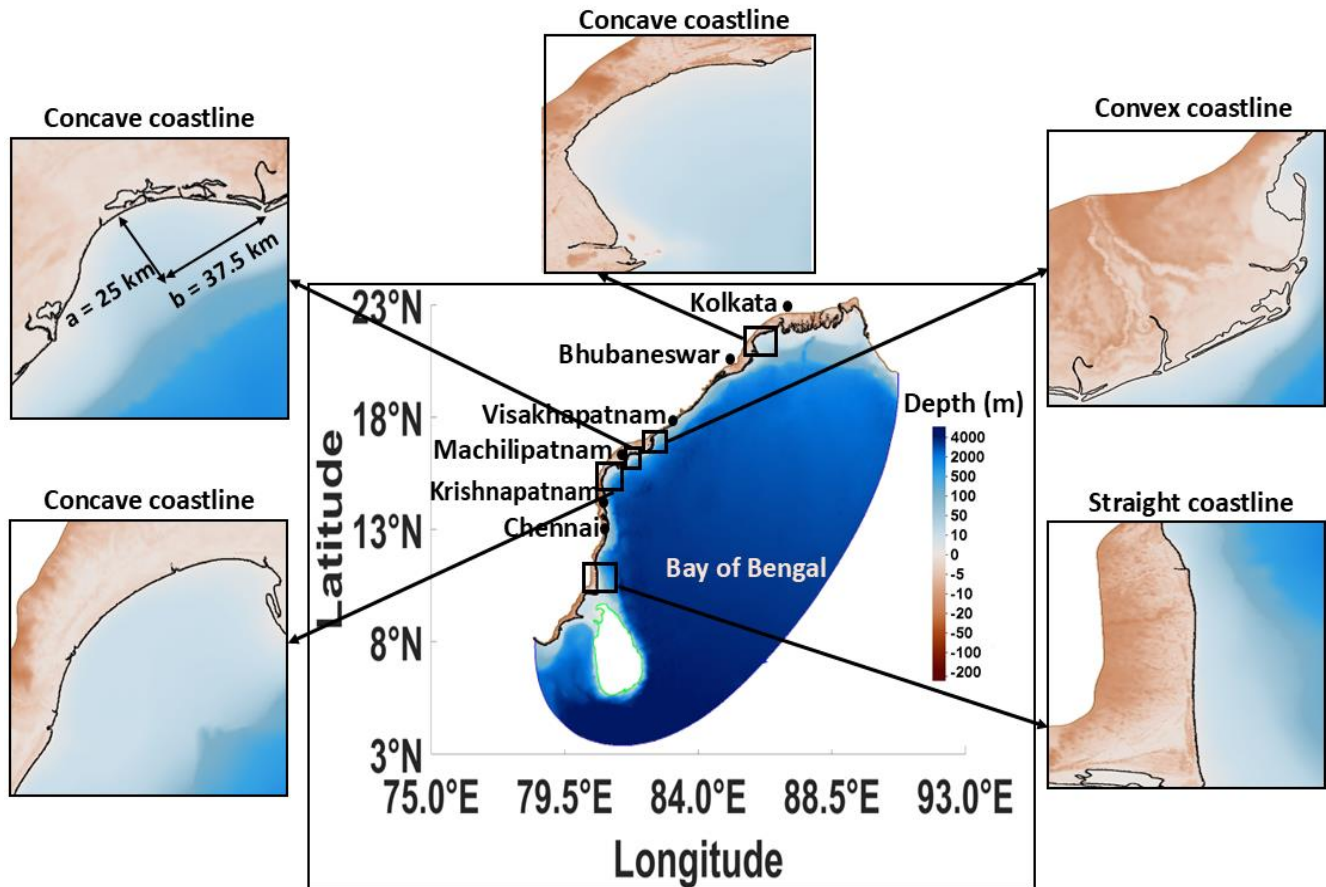 Concave coastline
Concave coastline
Convex coastline
a = 25 km
b = 37.5 km
Concave coastline
Straight coastline
Latitude
23°N
18°N
13°N
8°N
3°N
Kolkata
Bhubaneswar
Visakhapatnam
Machilipatnam
Krishnapatnam
Chennai
Bay of Bengal
Depth (m)
4000
2000
500
100
50
10
0
-5
-10
-20
-50
-100
-200
75.0°E 79.5°E 84.0°E 88.5°E 93.0°E
Longitude